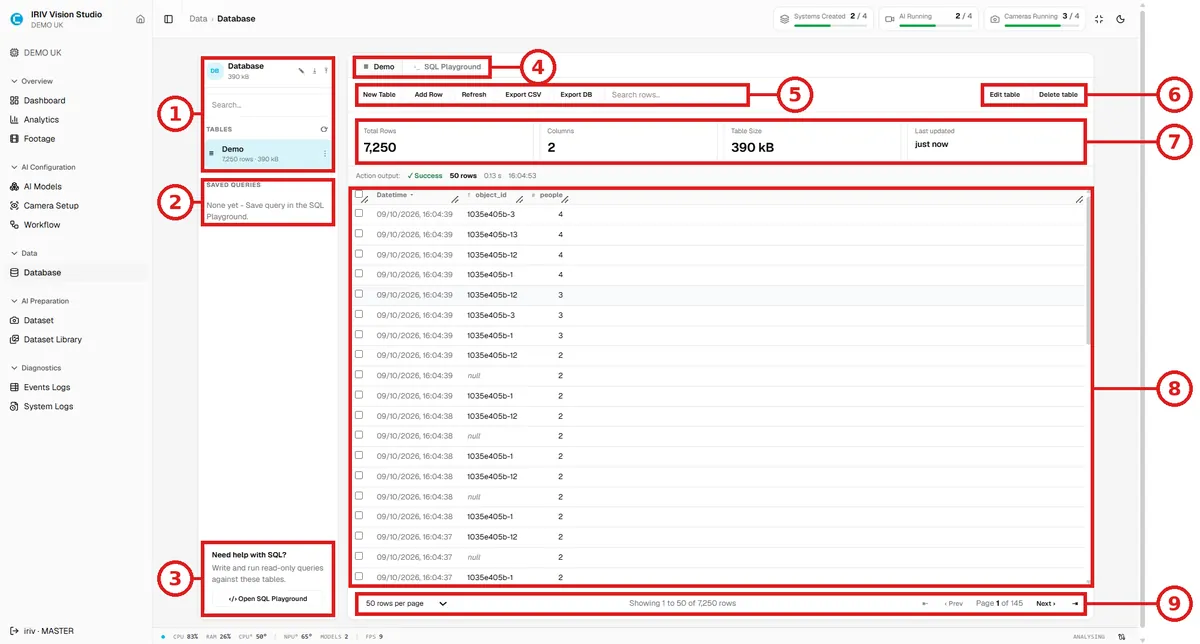 IRIV Vision Studio
DEMO UK
Data › Database
Systems Created 2 / 4
AI Running 2 / 4
Cameras Running 3 / 4
DEMO UK
Overview
Dashboard
Analytics
Footage
AI Configuration
AI Models
Camera Setup
Workflow
Data
Database
AI Preparation
Dataset
Dataset Library
Diagnostics
Events Logs
System Logs
iriv - MASTER
1
DB
Database
390 kB
Search...
TABLES
Demo
7,250 rows · 390 kB
2
SAVED QUERIES
None yet - Save query in the SQL
Playground.
3
Need help with SQL?
Write and run read-only queries
against these tables.
</> Open SQL Playground
Demo
SQL Playground
4
New Table Add Row Refresh Export CSV Export DB Search rows...
5
Edit table Delete table
6
Total Rows
7,250
Columns
2
Table Size
390 kB
Last updated
just now
7
Action output: ✓ Success 50 rows 0.13 s 16:04:53
Datetime object_id # people
09/10/2026, 16:04:39 1035e405b-3 4
09/10/2026, 16:04:39 1035e405b-13 4
09/10/2026, 16:04:39 1035e405b-12 4
09/10/2026, 16:04:39 1035e405b-1 4
09/10/2026, 16:04:39 1035e405b-12 3
09/10/2026, 16:04:39 1035e405b-3 3
09/10/2026, 16:04:39 1035e405b-1 3
09/10/2026, 16:04:39 1035e405b-12 2
09/10/2026, 16:04:39 null 2
09/10/2026, 16:04:39 1035e405b-1 2
09/10/2026, 16:04:38 1035e405b-12 2
09/10/2026, 16:04:38 null 2
09/10/2026, 16:04:38 1035e405b-1 2
09/10/2026, 16:04:38 1035e405b-12 2
09/10/2026, 16:04:38 null 2
09/10/2026, 16:04:38 1035e405b-1 2
09/10/2026, 16:04:37 1035e405b-12 2
09/10/2026, 16:04:37 null 2
09/10/2026, 16:04:37 1035e405b-1 2
8
50 rows per page
Showing 1 to 50 of 7,250 rows
‹ Prev Page 1 of 145 Next ›
9
CPU 83% RAM 26% CPU° 50° NPU° 65° MODELS 2 FPS 9
ANALYSING